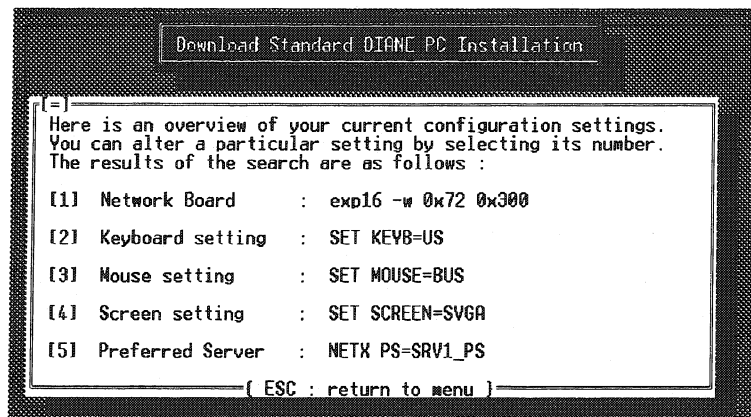 Download Standard DIANE PC Installation
[=]
Here is an overview of your current configuration settings.
You can alter a particular setting by selecting its number.
The results of the search are as follows :
[1] Network Board : exp16 -w 0x72 0x300
[2] Keyboard setting : SET KEYB=US
[3] Mouse setting : SET MOUSE=BUS
[4] Screen setting : SET SCREEN=SVGA
[5] Preferred Server : NETX PS=SRV1_PS
{ ESC : return to menu }